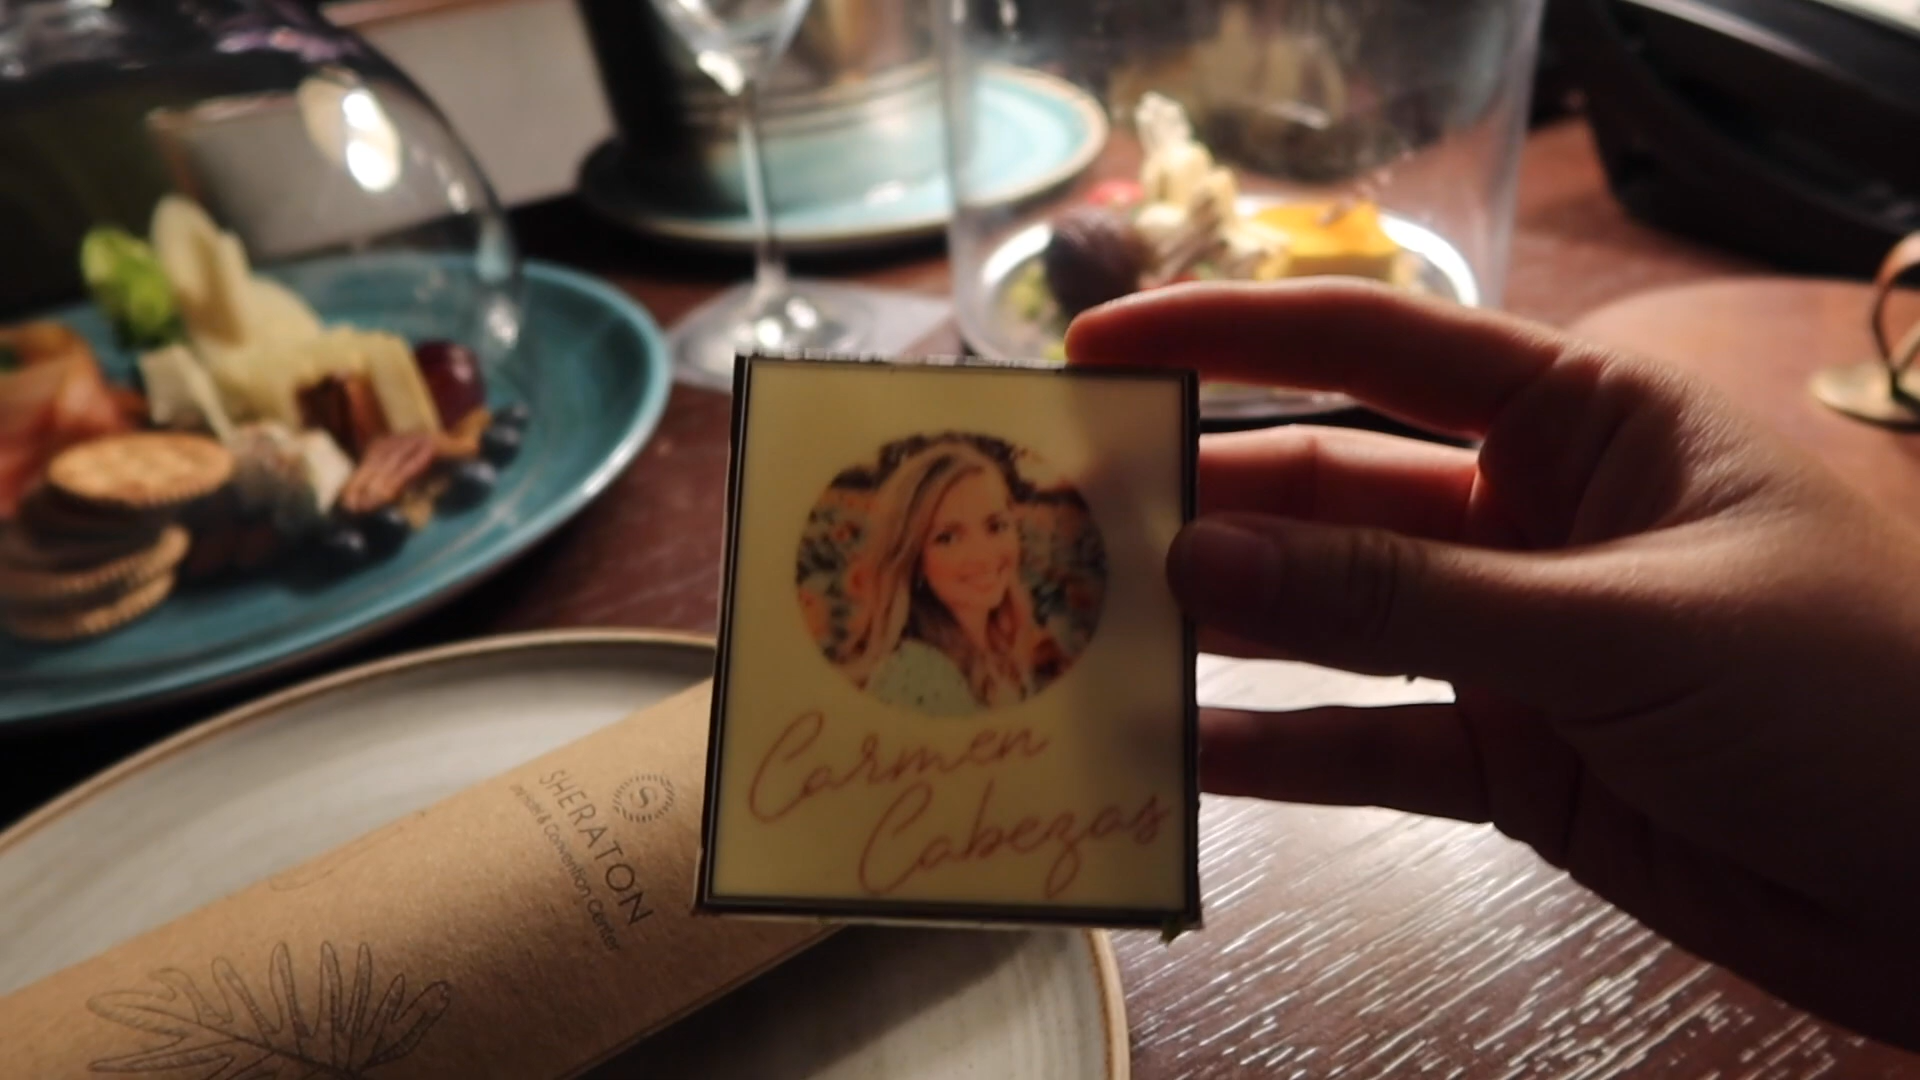 Carmen
Cabezas
S
SHERATON
& Convention Center